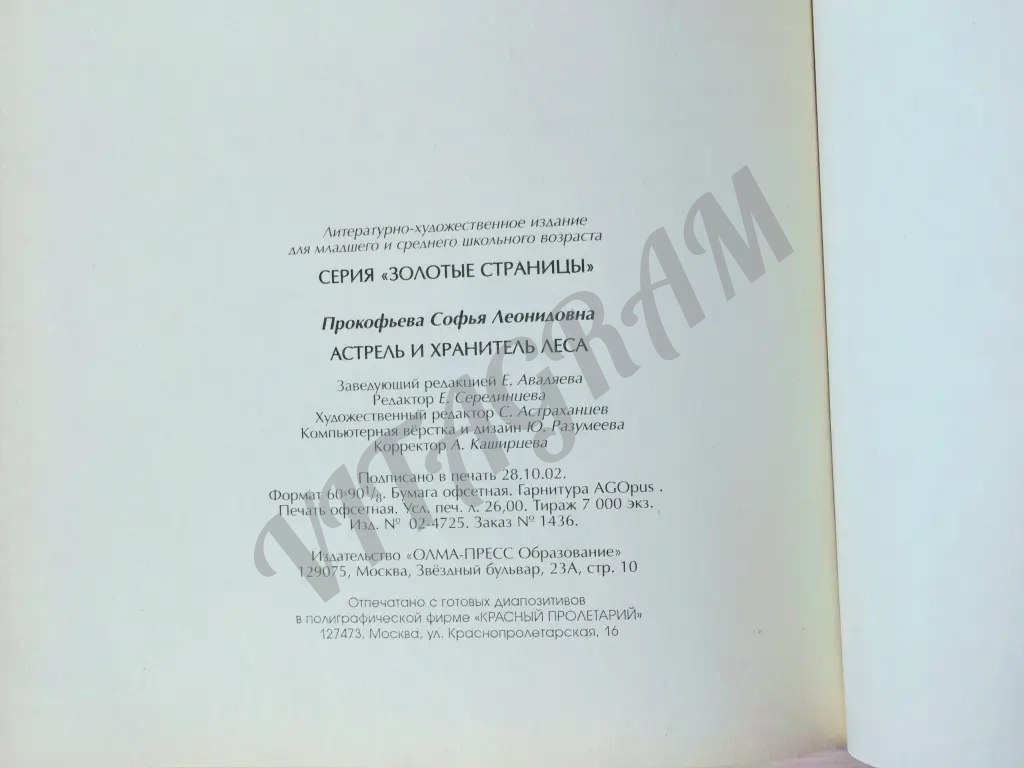 Литературно-художественное издание
для младшего и среднего школьного возраста
СЕРИЯ «ЗОЛОТЫЕ СТРАНИЦЫ»
Прокофьева Софья Леонидовна
АСТРЕЛЬ И ХРАНИТЕЛЬ ЛЕСА
Заведующий редакцией Е. Аваляева
Редактор Е. Серединцева
Художественный редактор С. Астраханцев
Компьютерная вёрстка и дизайн Ю. Разумеева
Корректор А. Каширцева
Подписано в печать 28.10.02.
Формат 60×90 1/8. Бумага офсетная. Гарнитура AGOpus .
Печать офсетная. Усл. печ. л. 26,00. Тираж 7 000 экз.
Изд. № 02-4725. Заказ № 1436.
Издательство «ОЛМА-ПРЕСС Образование»
129075, Москва, Звёздный бульвар, 23А, стр. 10
Отпечатано с готовых диапозитивов
в полиграфической фирме «КРАСНЫЙ ПРОЛЕТАРИЙ»
127473, Москва, ул. Краснопролетарская, 16
VITAGRAM